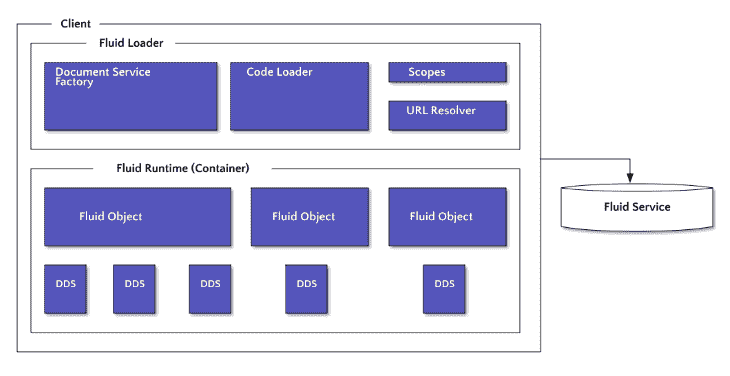 Client
Fluid Loader
Document Service
Factory
Code Loader
Scopes
URL Resolver
Fluid Runtime (Container)
Fluid Object
Fluid Object
Fluid Object
Fluid Service
DDS
DDS
DDS
DDS
DDS